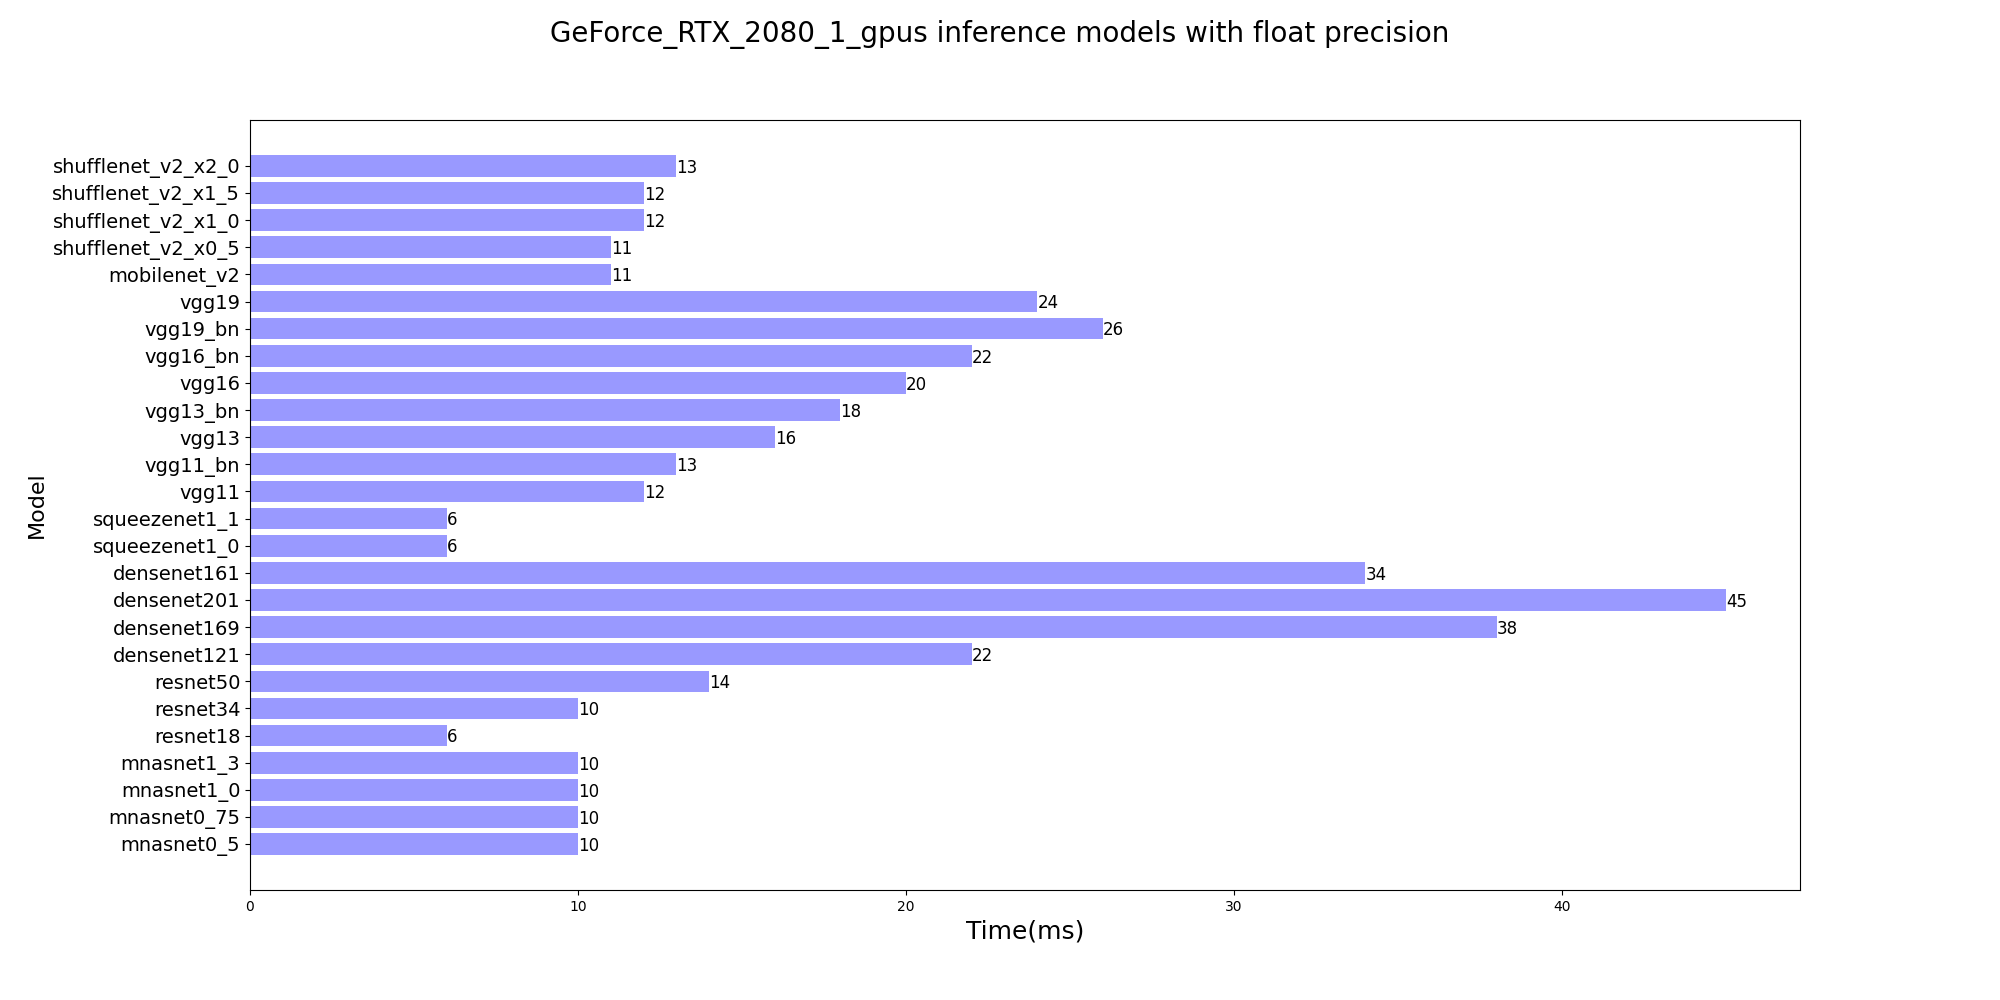 GeForce_RTX_2080_1_gpus inference models with float precision
shufflenet_v2_x2_0 13
shufflenet_v2_x1_5 12
shufflenet_v2_x1_0 12
shufflenet_v2_x0_5 11
mobilenet_v2 11
vgg19 24
vgg19_bn 26
vgg16_bn 22
vgg16 20
vgg13_bn 18
vgg13 16
vgg11_bn 13
vgg11 12
squeezenet1_1 6
squeezenet1_0 6
densenet161 34
densenet201 45
densenet169 38
densenet121 22
resnet50 14
resnet34 10
resnet18 6
mnasnet1_3 10
mnasnet1_0 10
mnasnet0_75 10
mnasnet0_5 10
Model
0 10 20 30 40
Time(ms)